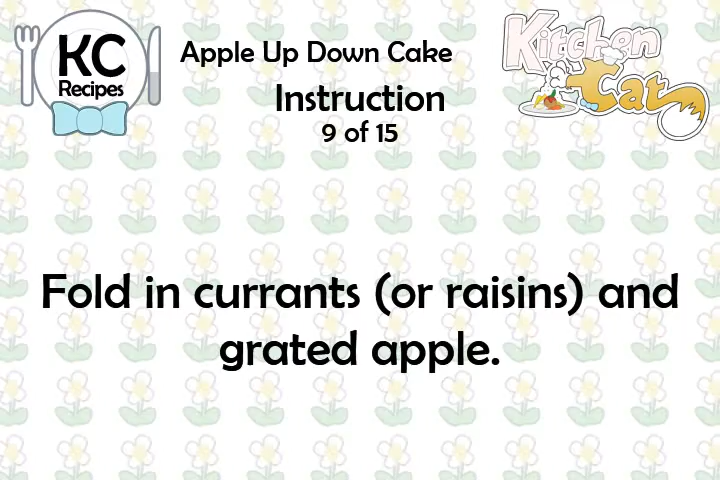 KC
Recipes
Apple Up Down Cake
Instruction
9 of 15
Kitchen
Cat
Fold in currants (or raisins) and
grated apple.